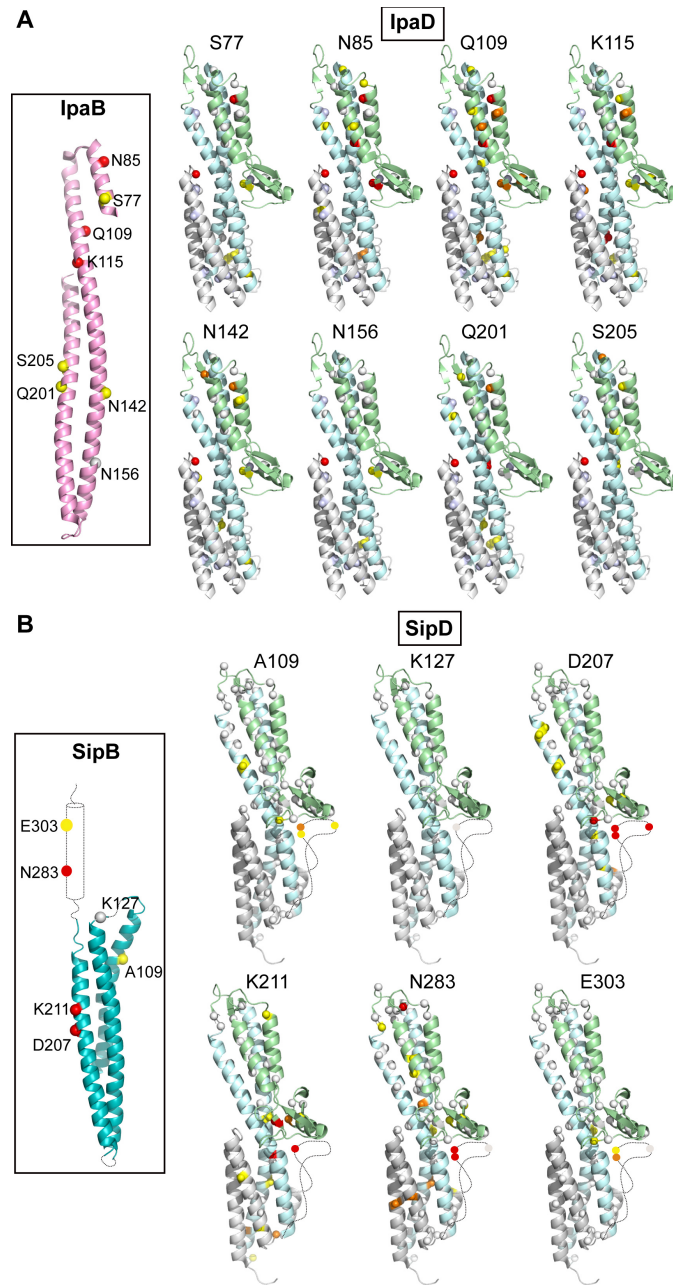 A
IpaD
S77 N85 Q109 K115
IpaB
N85
S77
Q109
K115
S205
Q201
N142
N156
N142 N156 Q201 S205
B
SipD
A109 K127 D207
SipB
E303
N283
K127
A109
K211
D207
K211 N283 E303